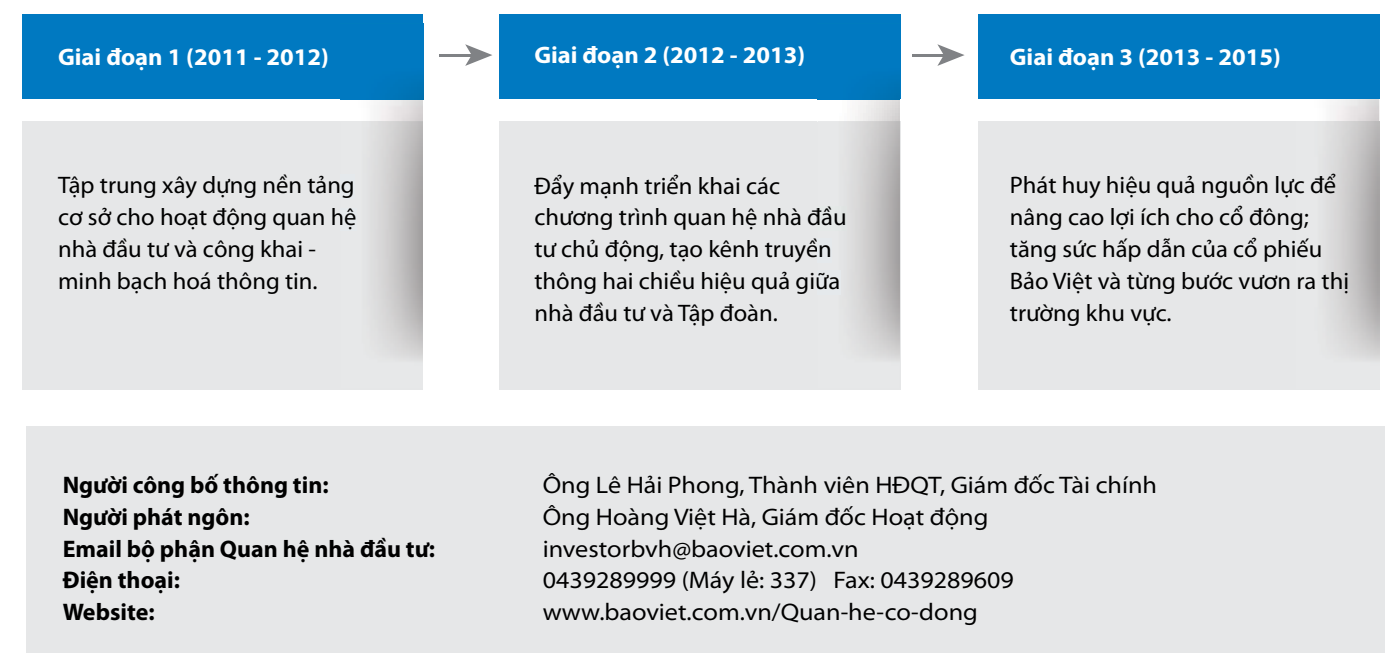 Giai đoạn 1 (2011 - 2012)
Tập trung xây dựng nền tảng
cơ sở cho hoạt động quan hệ
nhà đầu tư và công khai -
minh bạch hoá thông tin.
Giai đoạn 2 (2012 - 2013)
Đẩy mạnh triển khai các
chương trình quan hệ nhà đầu
tư chủ động, tạo kênh truyền
thông hai chiều hiệu quả giữa
nhà đầu tư và Tập đoàn.
Giai đoạn 3 (2013 - 2015)
Phát huy hiệu quả nguồn lực để
nâng cao lợi ích cho cổ đông;
tăng sức hấp dẫn của cổ phiếu
Bảo Việt và từng bước vươn ra thị
trường khu vực.
Người công bố thông tin: Ông Lê Hải Phong, Thành viên HĐQT, Giám đốc Tài chính
Người phát ngôn: Ông Hoàng Việt Hà, Giám đốc Hoạt động
Email bộ phận Quan hệ nhà đầu tư: investorbvh@baoviet.com.vn
Điện thoại: 0439289999 (Máy lẻ: 337) Fax: 0439289609
Website: www.baoviet.com.vn/Quan-he-co-dong